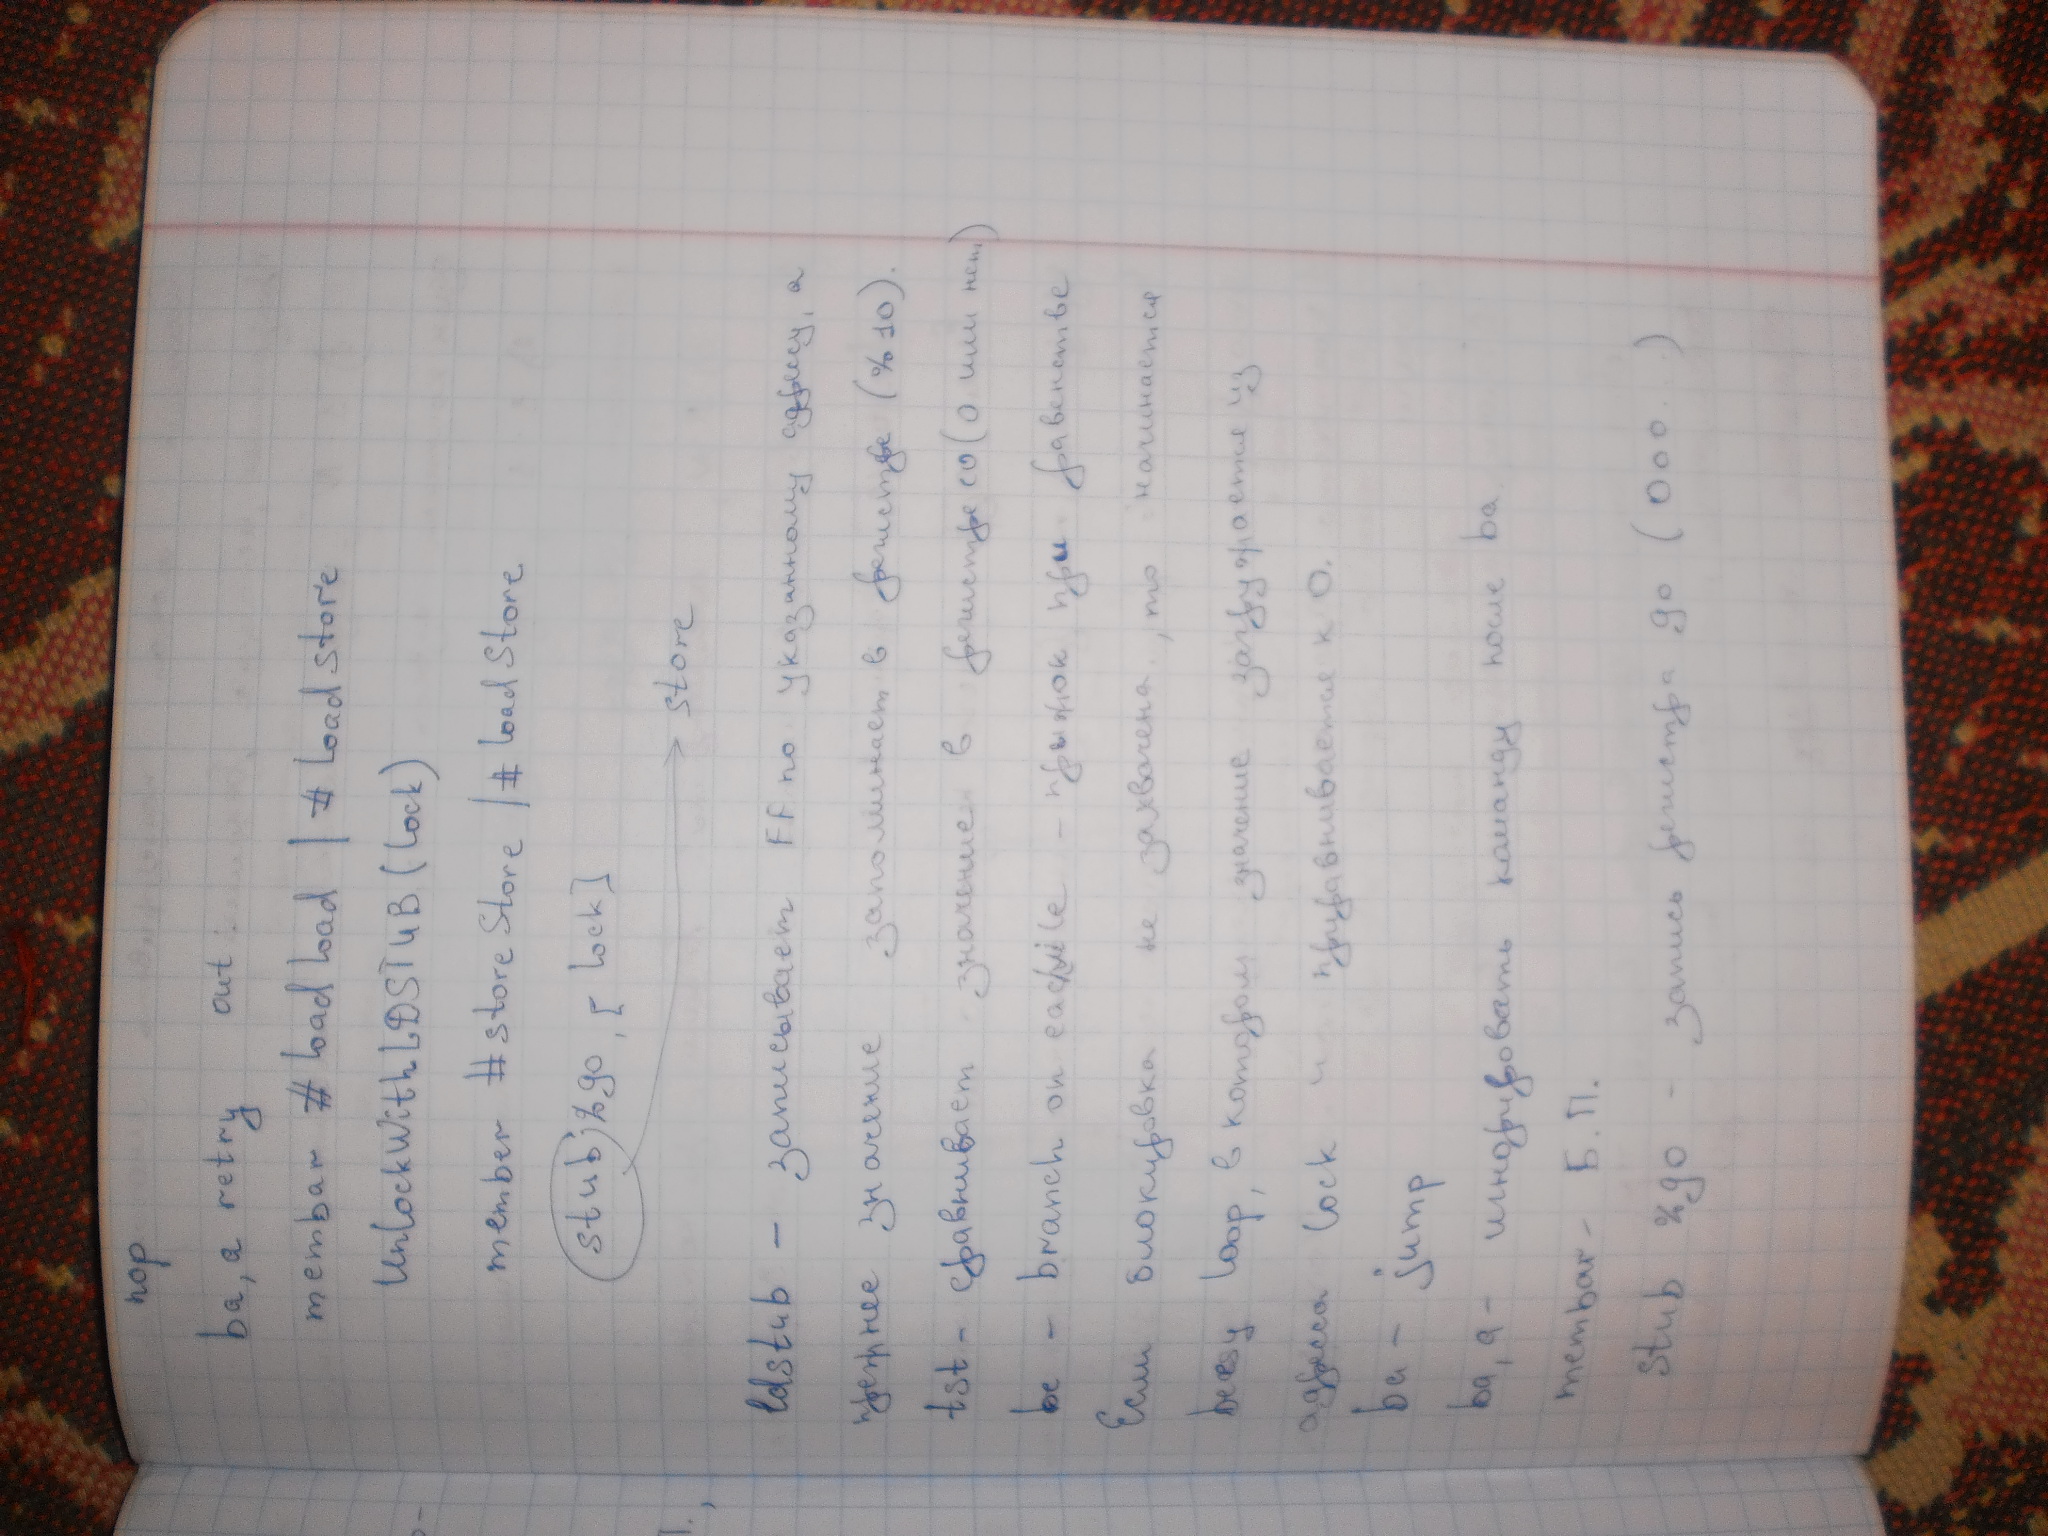 nop
ba, a retry out:
membar #LoadLoad | #LoadStore
UnlockWithLDSTUB(lock)
member #StoreStore | #LoadStore
stub, %g0, [lock]
store
ldstub - записывает FF по указанному адресу, а
прежнее значение запоминает в регистре (%10).
tst - сравнивает значение в регистре с0 (0 или нет)
be - branch on eaqile - прыжок при равенстве
Если блокировка не захвачена, то начинается
busy loop, в котором значение загружается из
адреса lock и приравнивается к 0.
ba - jump
ba, a - игнорировать команду после ba
membar - Б.П.
stub %g0 - запись регистра g0 (000..)